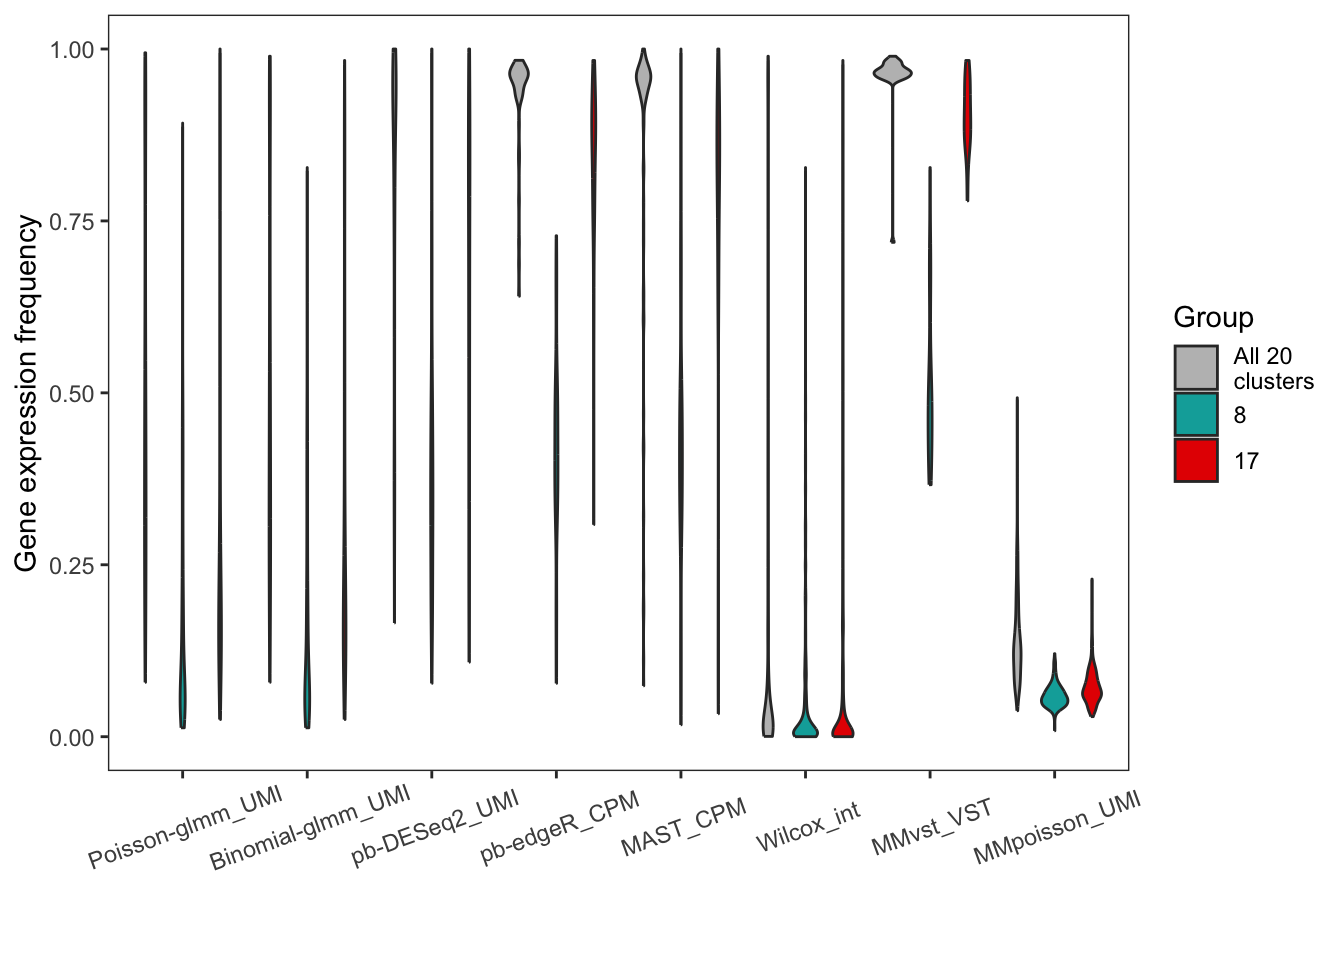 Gene expression frequency
1.00
0.75
0.50
0.25
0.00
Poisson-glmm_UMI
Binomial-glmm_UMI
pb-DESeq2_UMI
pb-edgeR_CPM
MAST_CPM
Wilcox_int
MMvst_VST
MMpoisson_UMI
Group
All 20
clusters
8
17